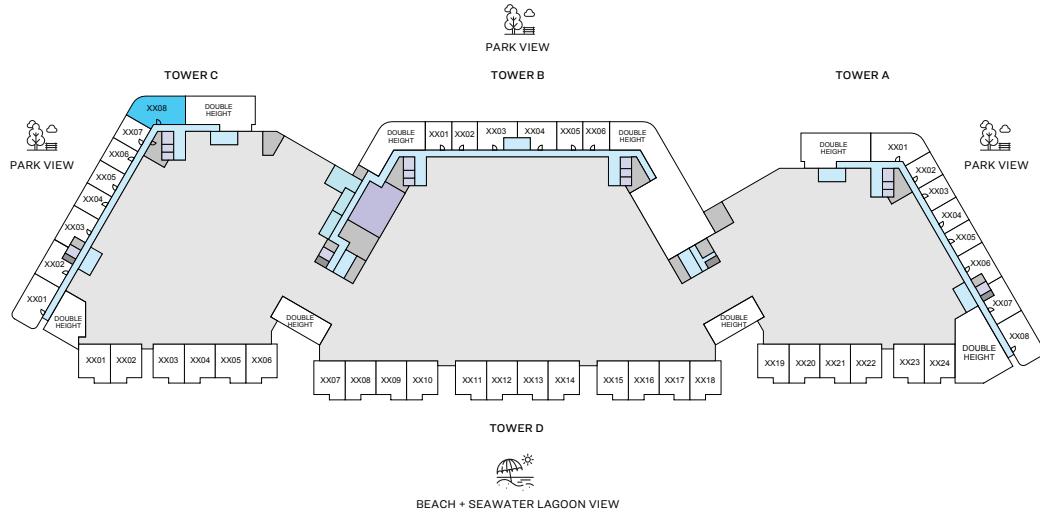 PARK VIEW
TOWER C
TOWER B
TOWER A
PARK VIEW
PARK VIEW
XX08
DOUBLE
HEIGHT
XX07
XX06
XX05
XX04
XX03
XX02
XX01
DOUBLE
HEIGHT
DOUBLE
HEIGHT
XX01
XX02
XX03
XX04
XX05
XX06
DOUBLE
HEIGHT
DOUBLE
HEIGHT
XX01
XX02
XX03
XX04
XX05
XX06
XX07
XX08
DOUBLE
HEIGHT
DOUBLE
HEIGHT
DOUBLE
HEIGHT
XX01
XX02
XX03
XX04
XX05
XX06
XX07
XX08
XX09
XX10
XX11
XX12
XX13
XX14
XX15
XX16
XX17
XX18
XX19
XX20
XX21
XX22
XX23
XX24
TOWER D
BEACH + SEAWATER LAGOON VIEW